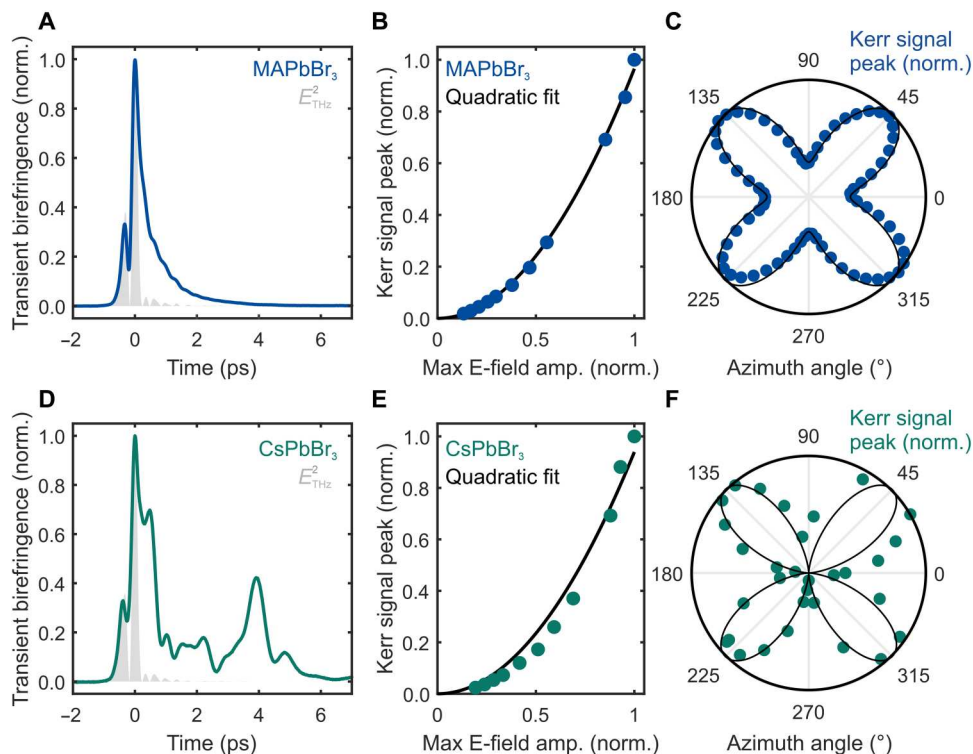 A
Transient birefringence (norm.)
1.0
0.8
0.6
0.4
0.2
0.0
MAPbBr₃
E²THz
−2 0 2 4 6
Time (ps)
B
Kerr signal peak (norm.)
1.0
0.8
0.6
0.4
0.2
0.0
MAPbBr₃
Quadratic fit
0 0.5 1
Max E-field amp. (norm.)
C
Kerr signal
peak (norm.)
90
135 45
180 0
225 315
270
Azimuth angle (°)
D
Transient birefringence (norm.)
1.0
0.8
0.6
0.4
0.2
0.0
CsPbBr₃
E²THz
−2 0 2 4 6
Time (ps)
E
Kerr signal peak (norm.)
1.0
0.8
0.6
0.4
0.2
0.0
CsPbBr₃
Quadratic fit
0 0.5 1
Max E-field amp. (norm.)
F
Kerr signal
peak (norm.)
90
135 45
180 0
225 315
270
Azimuth angle (°)